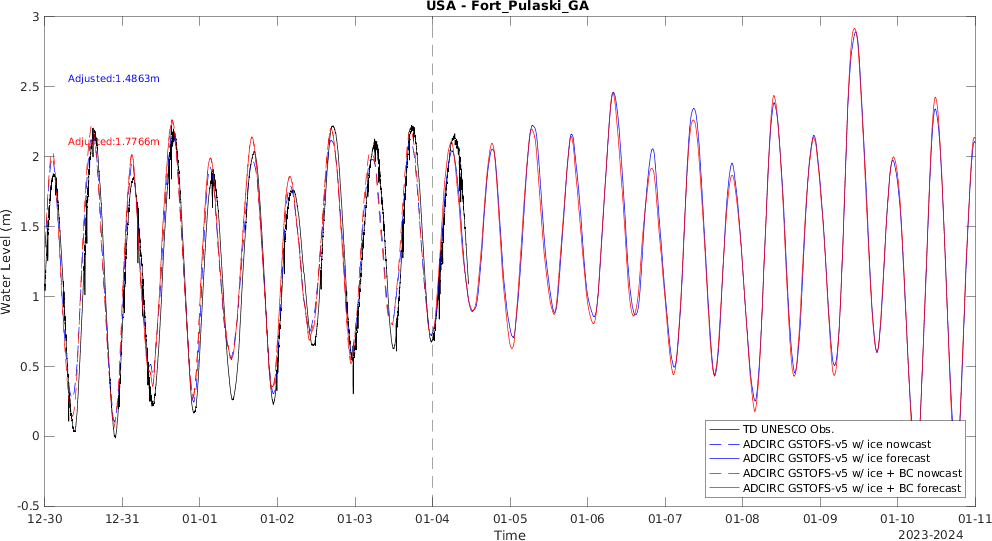 USA - Fort_Pulaski_GA
3
2.5
2
1.5
1
0.5
0
-0.5
Water Level (m)
Adjusted:1.4863m
Adjusted:1.7766m
TD UNESCO Obs.
ADCIRC GSTOFS-v5 w/ ice nowcast
ADCIRC GSTOFS-v5 w/ ice forecast
ADCIRC GSTOFS-v5 w/ ice + BC nowcast
ADCIRC GSTOFS-v5 w/ ice + BC forecast
12-30 12-31 01-01 01-02 01-03 01-04 01-05 01-06 01-07 01-08 01-09 01-10 01-11
Time
2023-2024